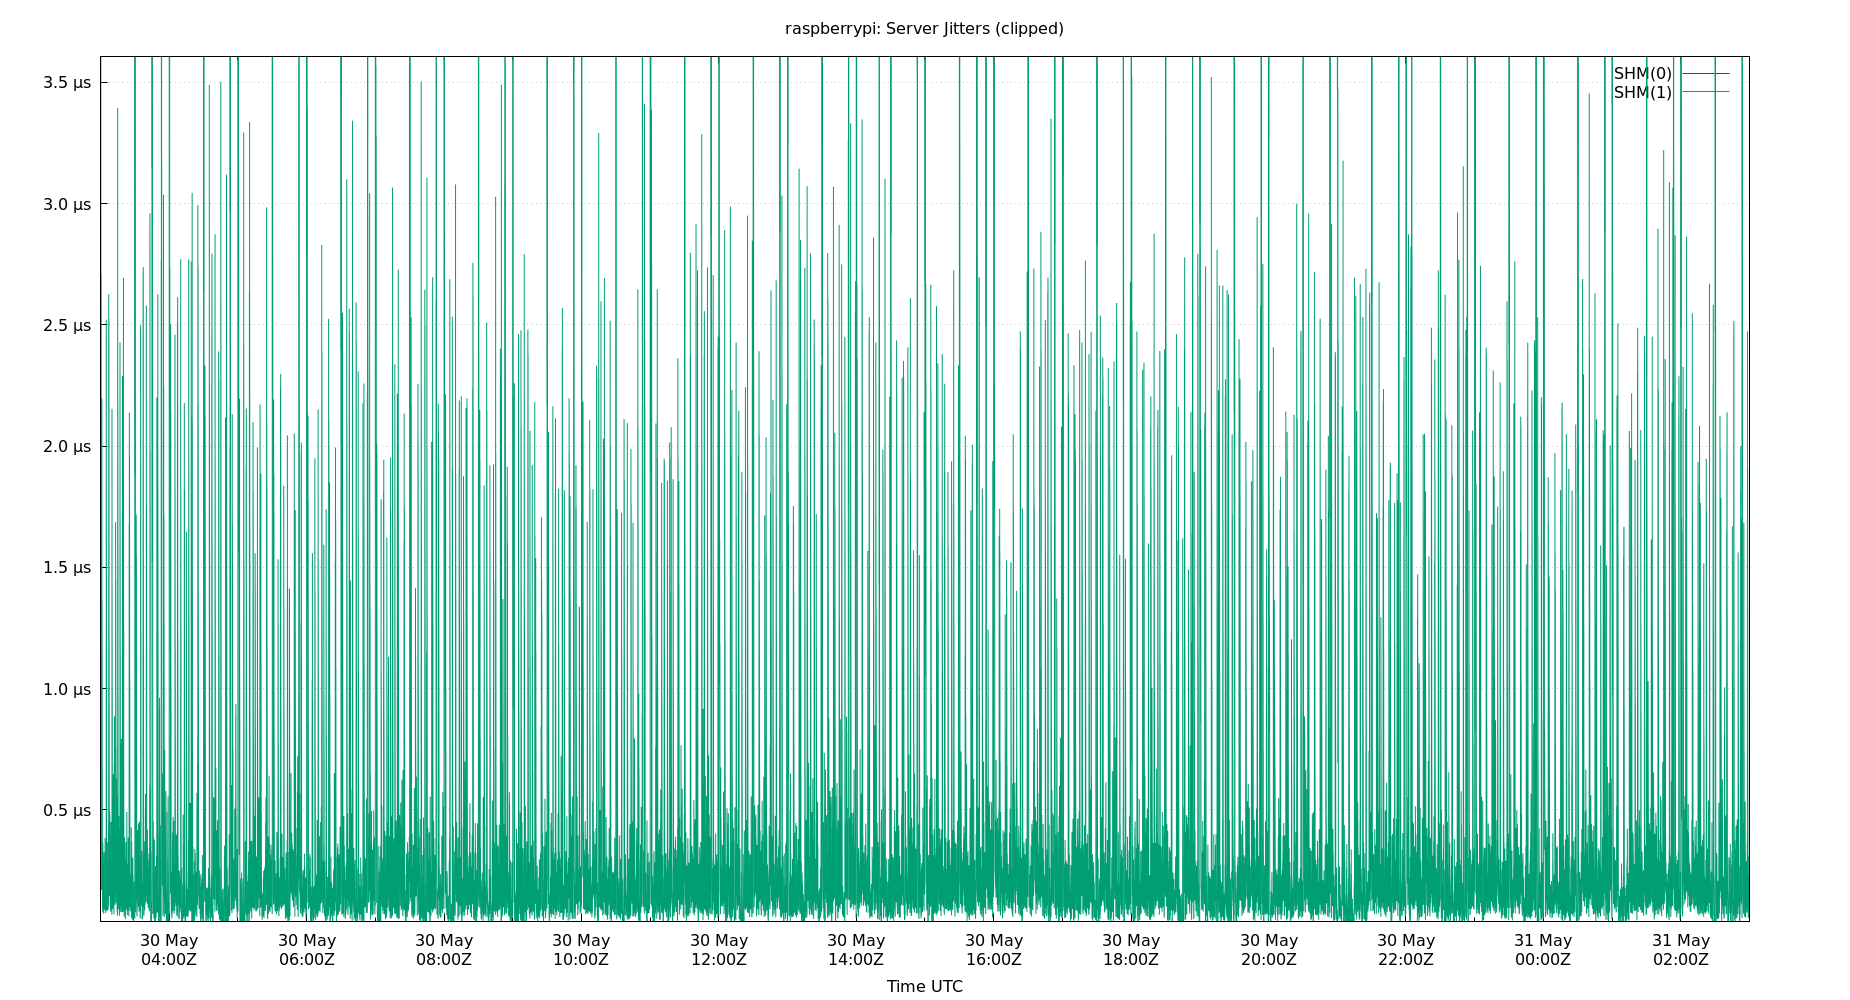 raspberrypi: Server Jitters (clipped)
SHM(0)
SHM(1)
3.5 μs
3.0 μs
2.5 μs
2.0 μs
1.5 μs
1.0 μs
0.5 μs
30 May 30 May 30 May 30 May 30 May 30 May 30 May 30 May 30 May 30 May 31 May 31 May
04:00Z 06:00Z 08:00Z 10:00Z 12:00Z 14:00Z 16:00Z 18:00Z 20:00Z 22:00Z 00:00Z 02:00Z
Time UTC